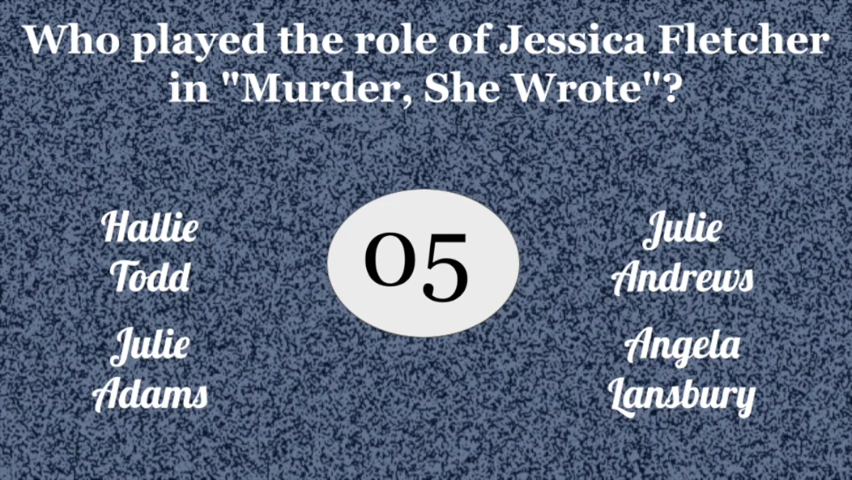 Who played the role of Jessica Fletcher
in "Murder, She Wrote"?
Hallie
Todd
Julie
Adams
05
Julie
Andrews
Angela
Lansbury